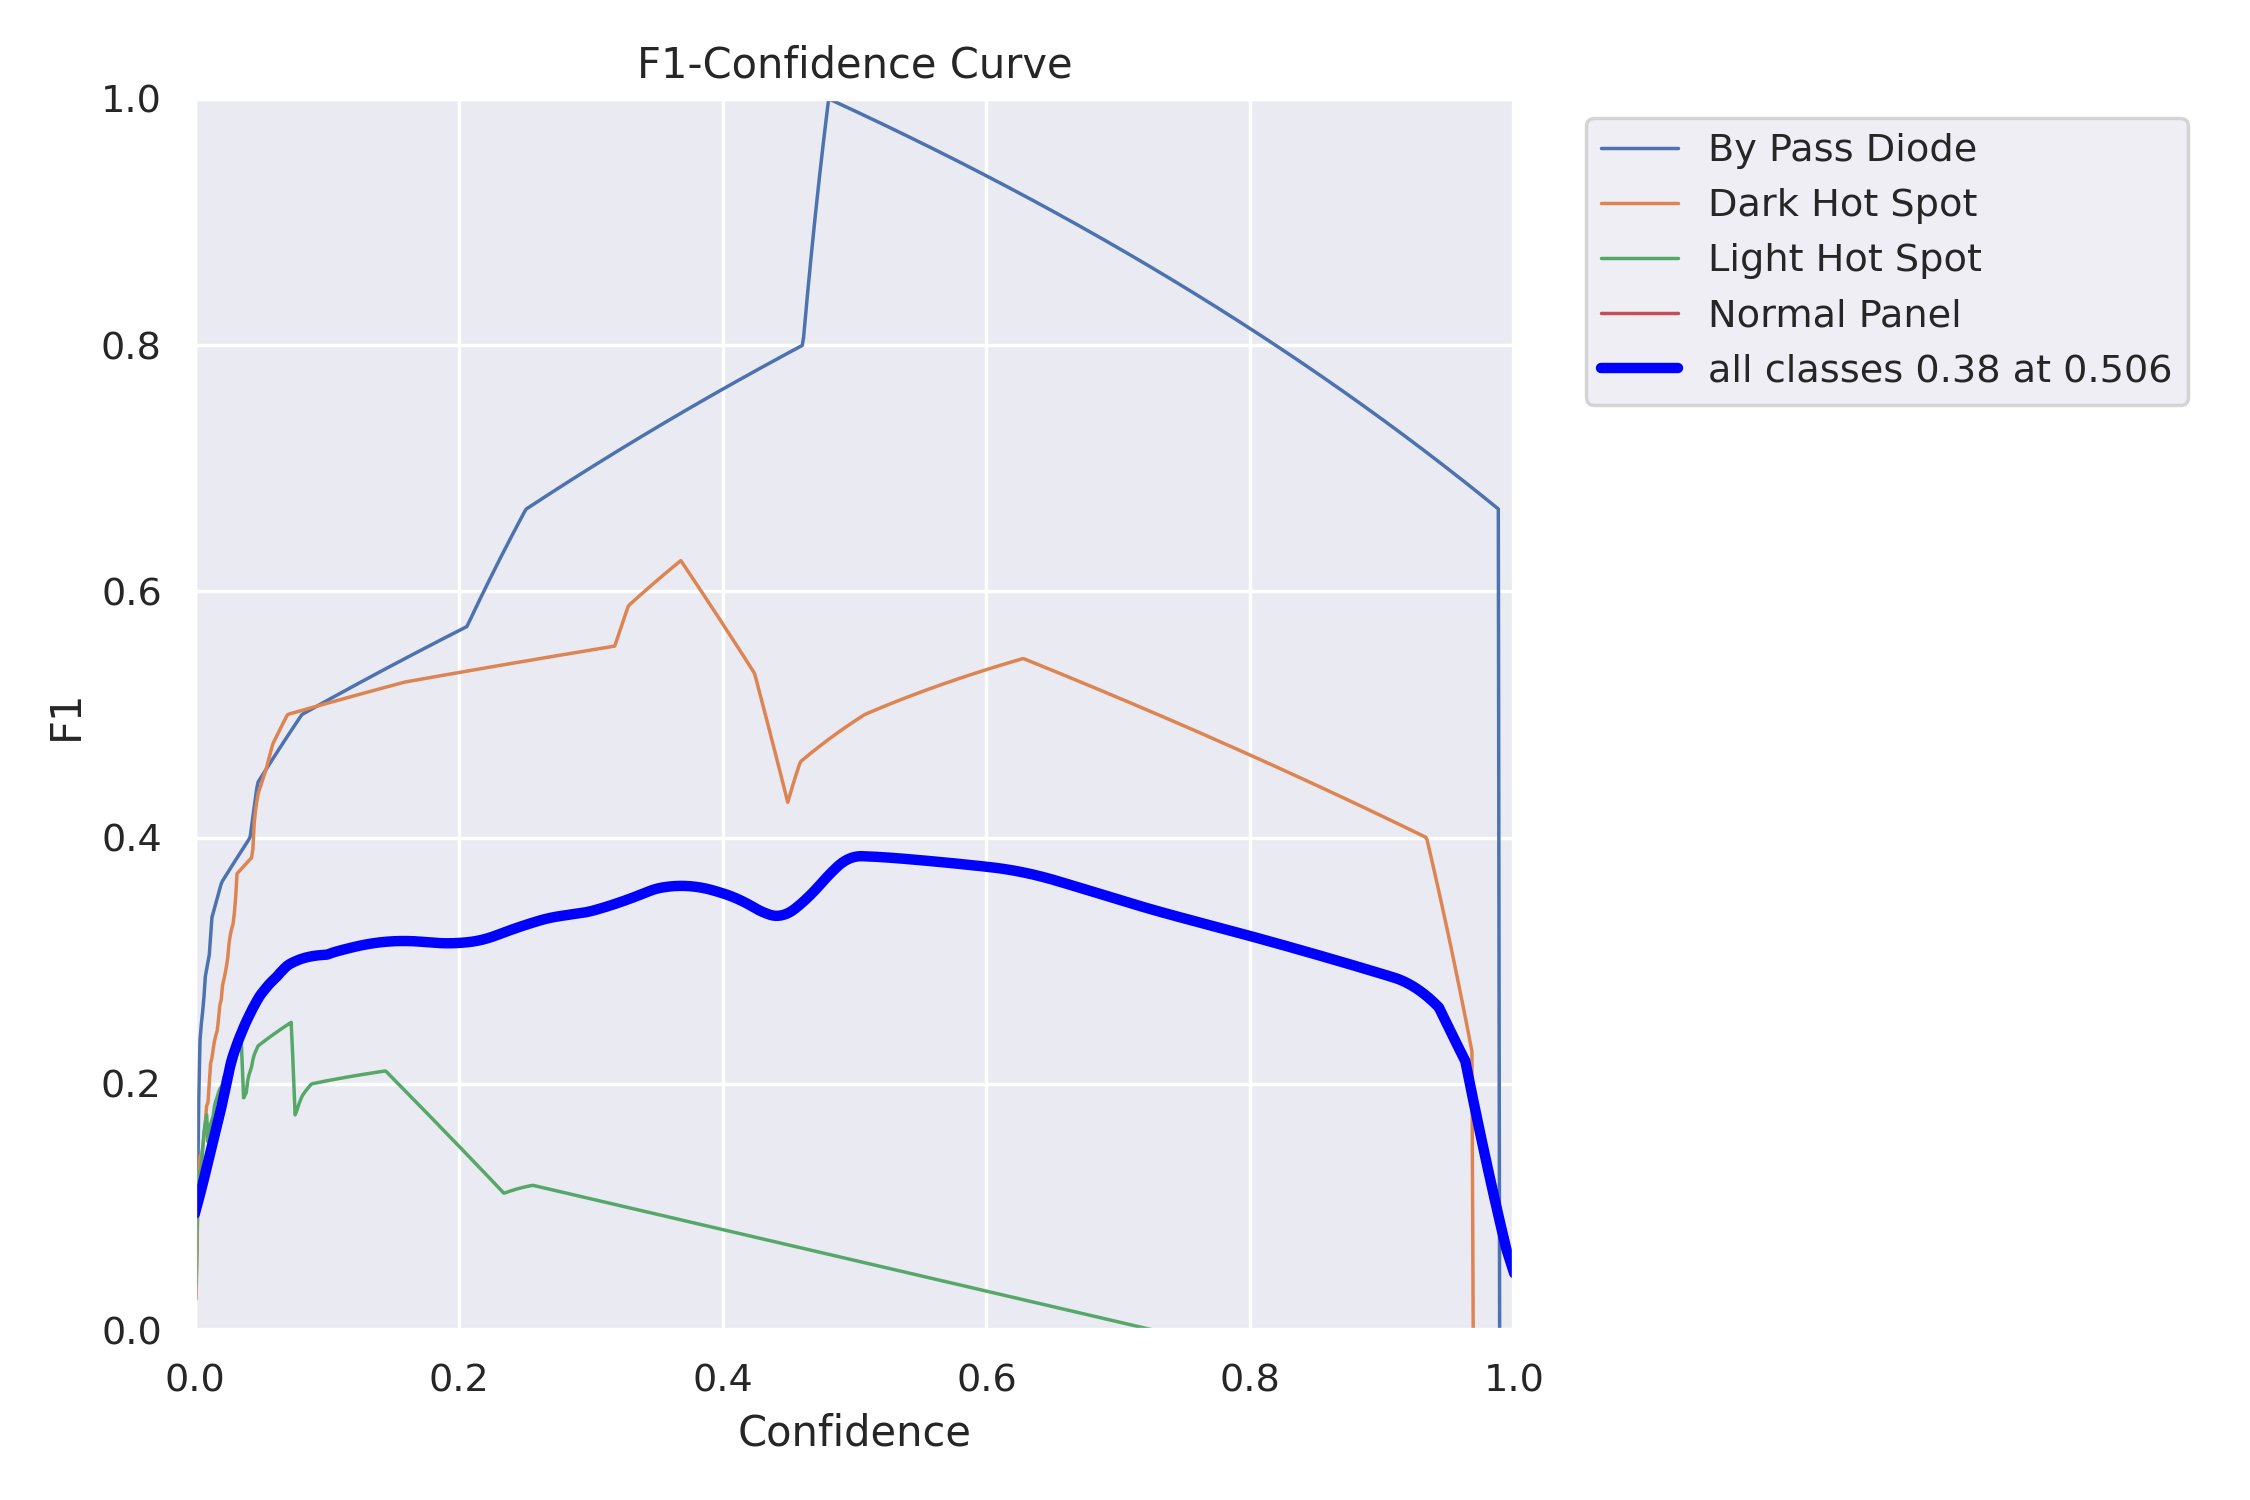 F1-Confidence Curve
1.0
0.8
0.6
0.4
0.2
0.0
F1
0.0 0.2 0.4 0.6 0.8 1.0
Confidence
By Pass Diode
Dark Hot Spot
Light Hot Spot
Normal Panel
all classes 0.38 at 0.506